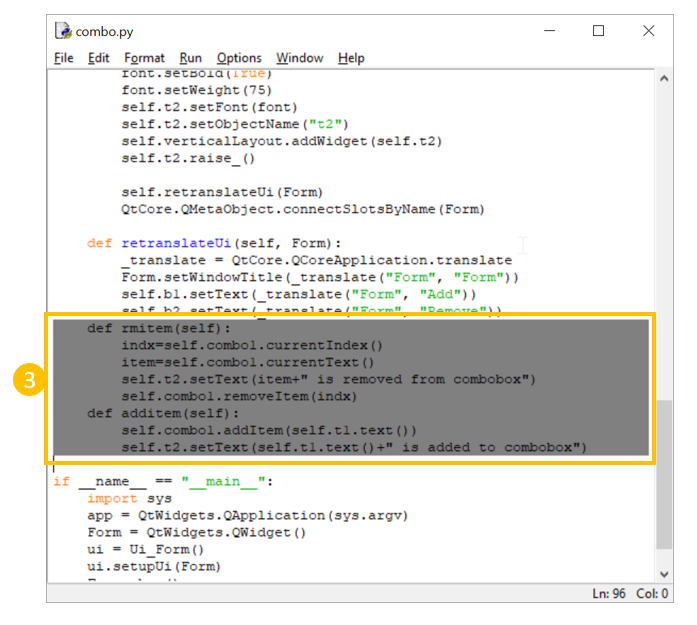 combo.py
File Edit Format Run Options Window Help
font.setBold(True)
font.setWeight(75)
self.t2.setFont(font)
self.t2.setObjectName("t2")
self.verticalLayout.addWidget(self.t2)
self.t2.raise_()
self.retranslateUi(Form)
QtCore.QMetaObject.connectSlotsByName(Form)
def retranslateUi(self, Form):
_translate = QtCore.QCoreApplication.translate
Form.setWindowTitle(_translate("Form", "Form"))
self.b1.setText(_translate("Form", "Add"))
self.b2.setText(_translate("Form", "Remove"))
def rmitem(self):
indx=self.combo1.currentIndex()
item=self.combo1.currentText()
self.t2.setText(item+" is removed from combobox")
self.combo1.removeItem(indx)
def additem(self):
self.combo1.addItem(self.t1.text())
self.t2.setText(self.t1.text()+" is added to combobox")
3
if __name__ == "__main__":
import sys
app = QtWidgets.QApplication(sys.argv)
Form = QtWidgets.QWidget()
ui = Ui_Form()
ui.setupUi(Form)
Ln: 96 Col: 0